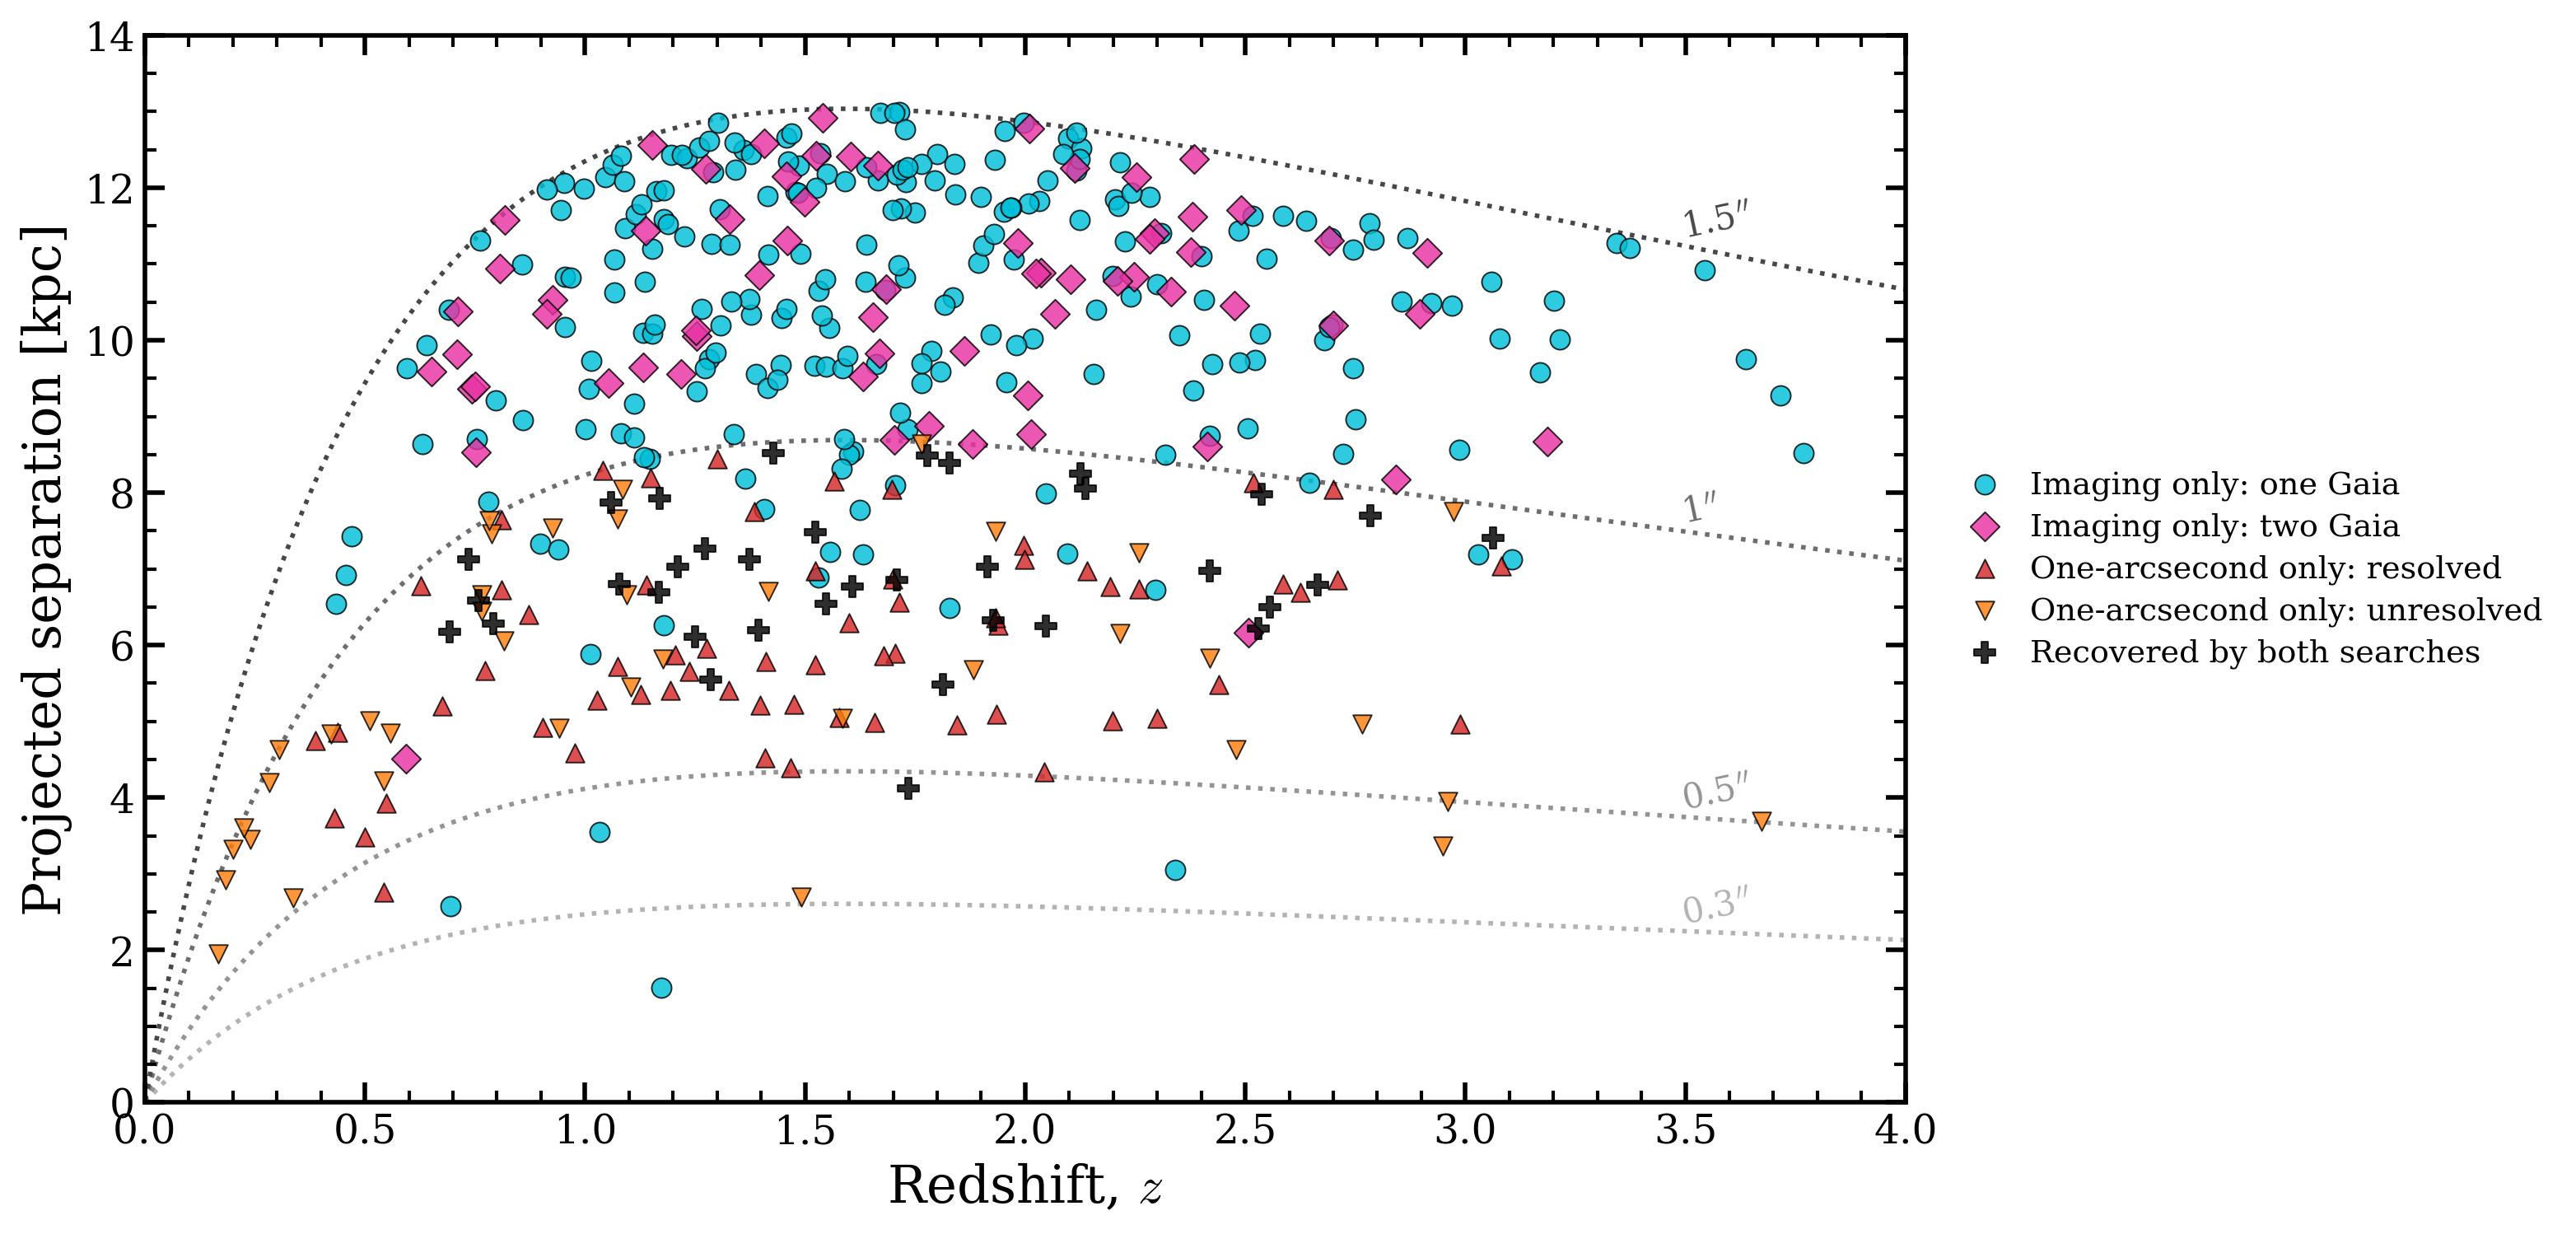 Projected separation [kpc]
14
12
10
8
6
4
2
0
1.5″
1″
0.5″
0.3″
0.0 0.5 1.0 1.5 2.0 2.5 3.0 3.5 4.0
Redshift, z
Imaging only: one Gaia
Imaging only: two Gaia
One-arcsecond only: resolved
One-arcsecond only: unresolved
Recovered by both searches